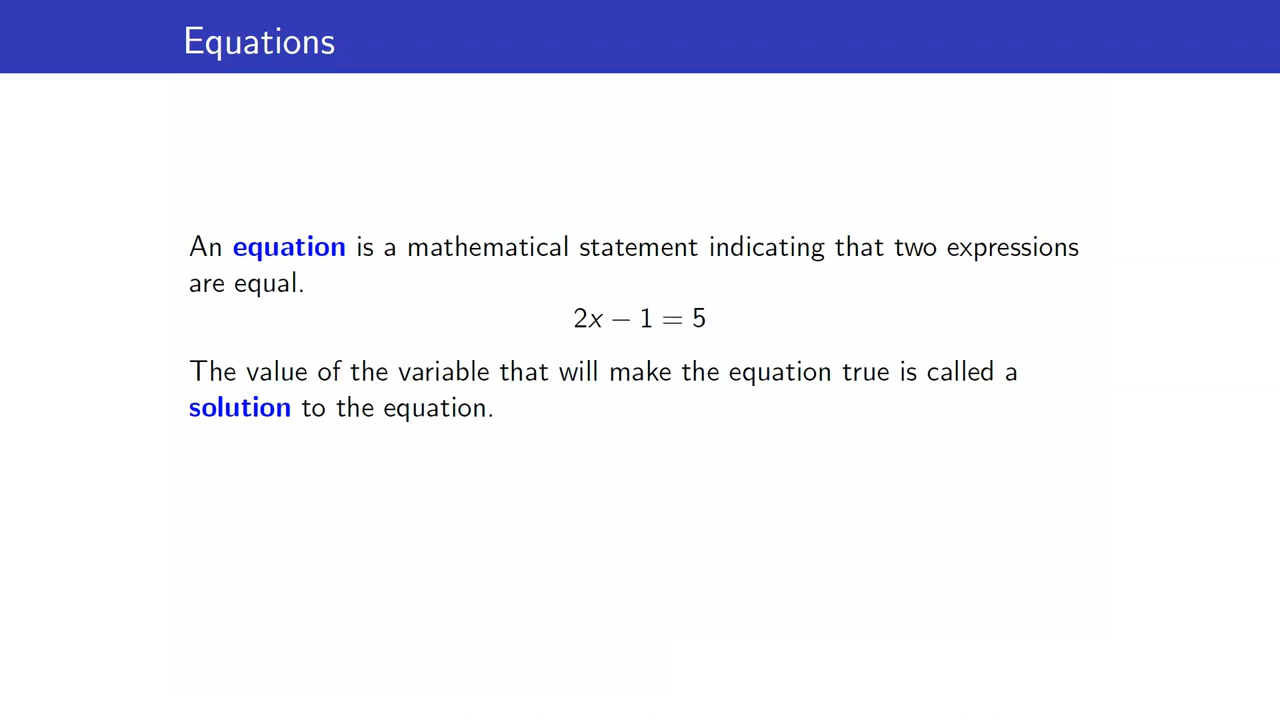 Equations
An equation is a mathematical statement indicating that two expressions
are equal.
2x − 1 = 5
The value of the variable that will make the equation true is called a
solution to the equation.